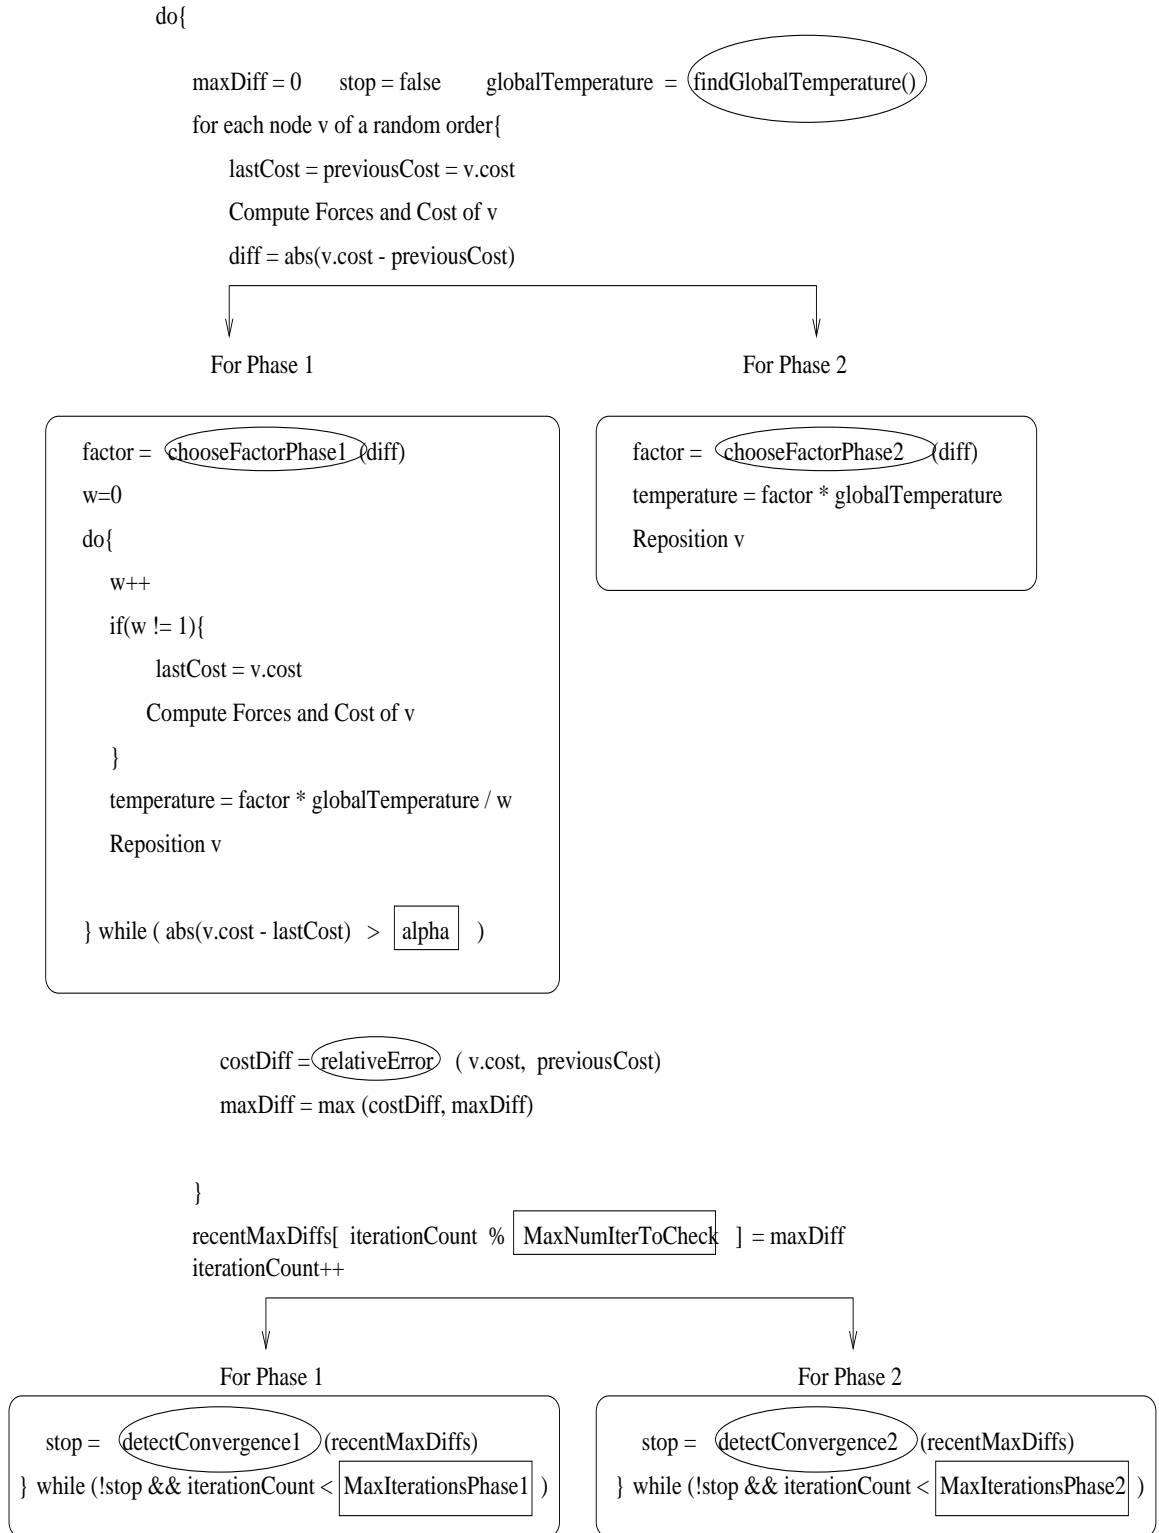 do{
maxDiff = 0 stop = false globalTemperature = findGlobalTemperature()
for each node v of a random order{
lastCost = previousCost = v.cost
Compute Forces and Cost of v
diff = abs(v.cost - previousCost)
For Phase 1
For Phase 2
factor = chooseFactorPhase1 (diff)
w=0
do{
w++
if(w != 1){
lastCost = v.cost
Compute Forces and Cost of v
}
temperature = factor * globalTemperature / w
Reposition v
} while ( abs(v.cost - lastCost) > alpha )
factor = chooseFactorPhase2 (diff)
temperature = factor * globalTemperature
Reposition v
costDiff = relativeError ( v.cost, previousCost)
maxDiff = max (costDiff, maxDiff)
}
recentMaxDiffs[ iterationCount % MaxNumIterToCheck ] = maxDiff
iterationCount++
For Phase 1
For Phase 2
stop = detectConvergence1 (recentMaxDiffs)
} while (!stop && iterationCount < MaxIterationsPhase1 )
stop = detectConvergence2 (recentMaxDiffs)
} while (!stop && iterationCount < MaxIterationsPhase2 )